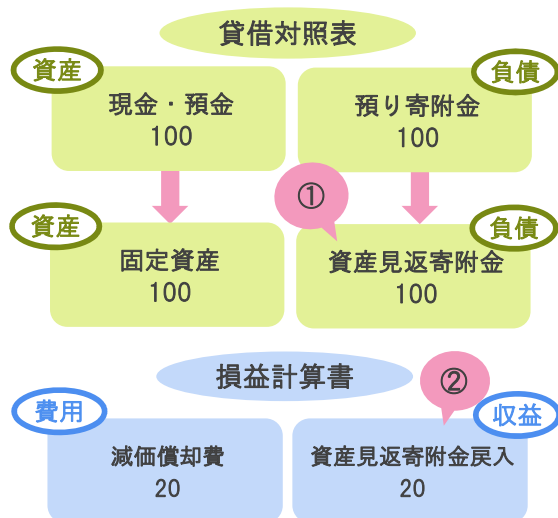 貸借対照表
資産
負債
現金・預金
100
預り寄附金
100
①
資産
負債
固定資産
100
資産見返寄附金
100
損益計算書
②
費用
収益
減価償却費
20
資産見返寄附金戻入
20